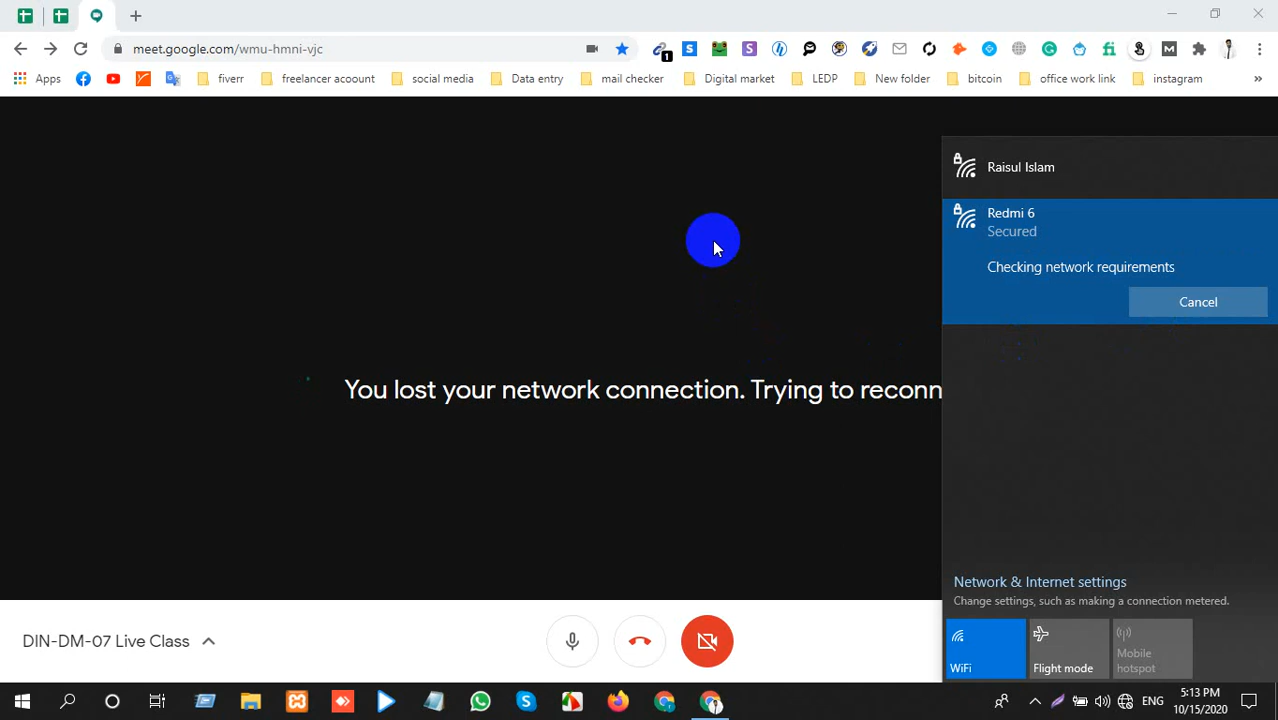 meet.google.com/wmu-hmni-vjc
1
Apps
fiverr
freelancer acoount
social media
Data entry
mail checker
Digital market
LEDP
New folder
bitcoin
office work link
instagram
»
Raisul Islam
Redmi 6
Secured
Checking network requirements
Cancel
You lost your network connection. Trying to reconn
Network & Internet settings
Change settings, such as making a connection metered.
WiFi
Flight mode
Mobile
hotspot
DIN-DM-07 Live Class
ENG
5:13 PM
10/15/2020